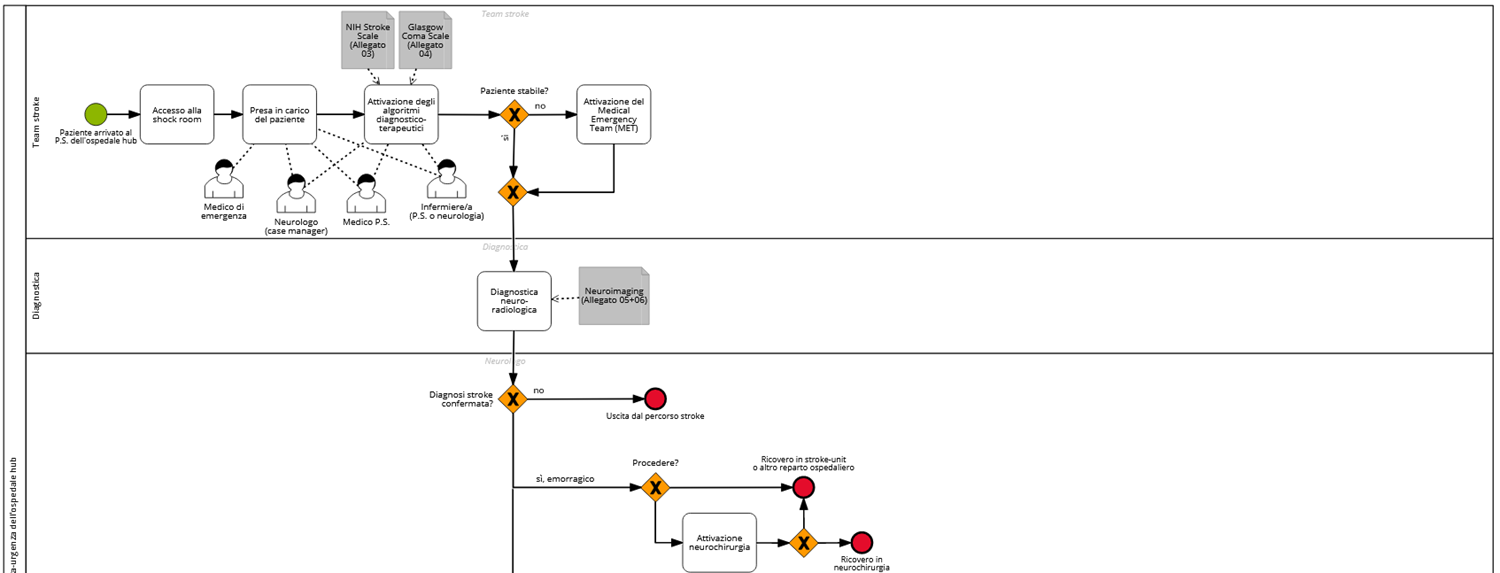 Team stroke
NIH Stroke
Scale
(Allegato
03)
Glasgow
Coma Scale
(Allegato
04)
Team stroke
Paziente arrivato al
P.S. dell'ospedale hub
Accesso alla
shock room
Presa in carico
del paziente
Attivazione degli
algoritmi
diagnostico-
terapeutici
Paziente stabile?
no
sì
Attivazione del
Medical
Emergency
Team (MET)
Medico di
emergenza
Neurologo
(case manager)
Medico P.S.
Infermiere/a
(P.S. o neurologia)
Diagnostica
Diagnostica
Diagnostica
neuro-
radiologica
Neuroimaging
(Allegato 05+06)
Neurologo
Diagnosi stroke
confermata?
no
Uscita dal percorso stroke
sì, emorragico
Procedere?
Ricovero in stroke-unit
o altro reparto ospedaliero
Attivazione
neurochirurgia
Ricovero in
neurochirurgia
a-urgenza dell'ospedale hub